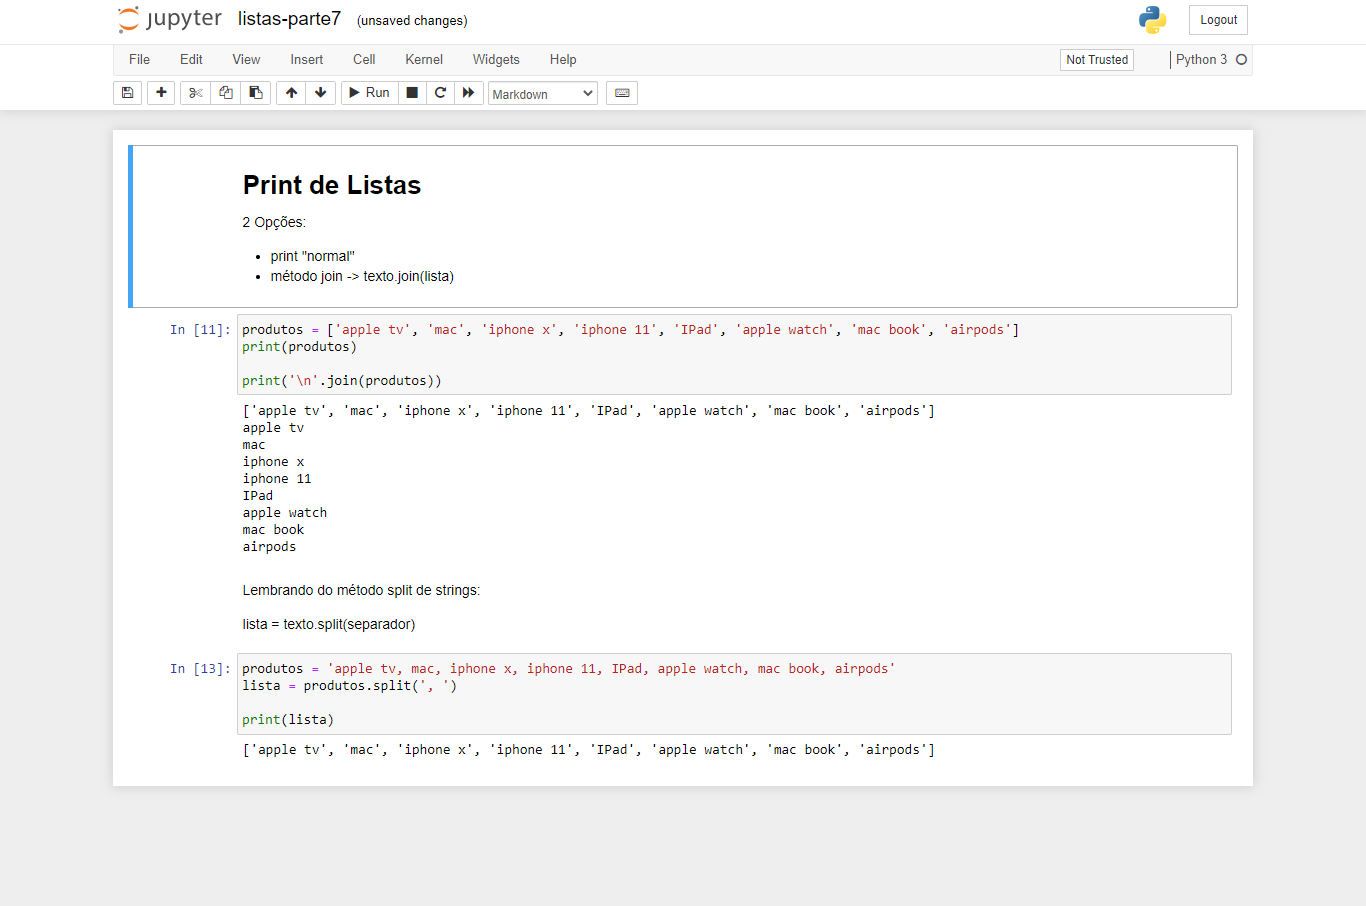 jupyter listas-parte7 (unsaved changes) Logout
File Edit View Insert Cell Kernel Widgets Help Not Trusted Python 3
Run Markdown
Print de Listas
2 Opções:
print "normal"
método join -> texto.join(lista)
In [11]: produtos = ['apple tv', 'mac', 'iphone x', 'iphone 11', 'IPad', 'apple watch', 'mac book', 'airpods']
print(produtos)
print('\n'.join(produtos))
['apple tv', 'mac', 'iphone x', 'iphone 11', 'IPad', 'apple watch', 'mac book', 'airpods']
apple tv
mac
iphone x
iphone 11
IPad
apple watch
mac book
airpods
Lembrando do método split de strings:
lista = texto.split(separador)
In [13]: produtos = 'apple tv, mac, iphone x, iphone 11, IPad, apple watch, mac book, airpods'
lista = produtos.split(', ')
print(lista)
['apple tv', 'mac', 'iphone x', 'iphone 11', 'IPad', 'apple watch', 'mac book', 'airpods']